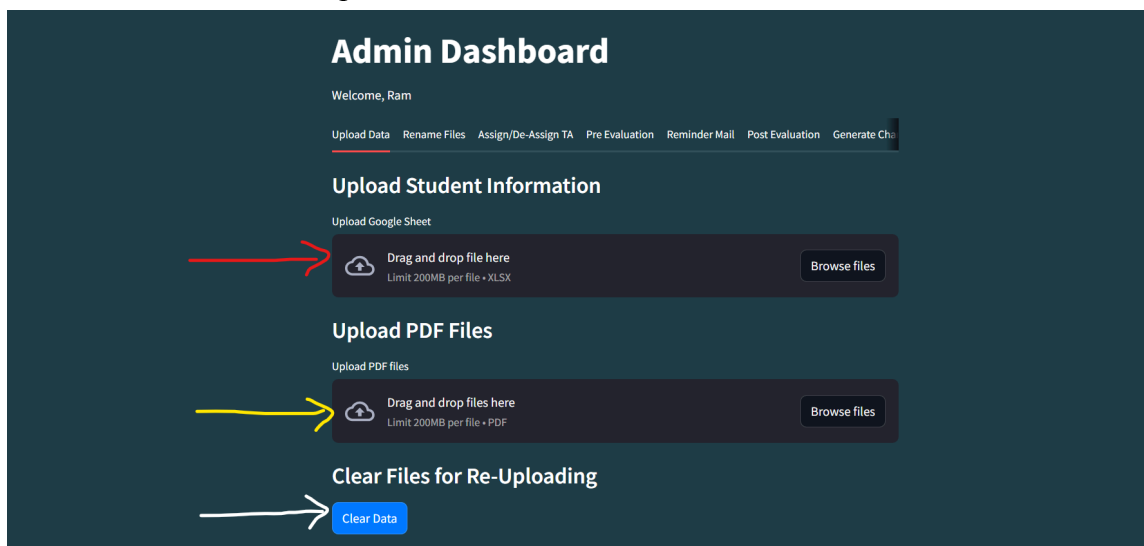 Admin Dashboard
Welcome, Ram
Upload Data Rename Files Assign/De-Assign TA Pre Evaluation Reminder Mail Post Evaluation Generate Cha
Upload Student Information
Upload Google Sheet
Drag and drop file here
Limit 200MB per file • XLSX
Browse files
Upload PDF Files
Upload PDF files
Drag and drop files here
Limit 200MB per file • PDF
Browse files
Clear Files for Re-Uploading
Clear Data